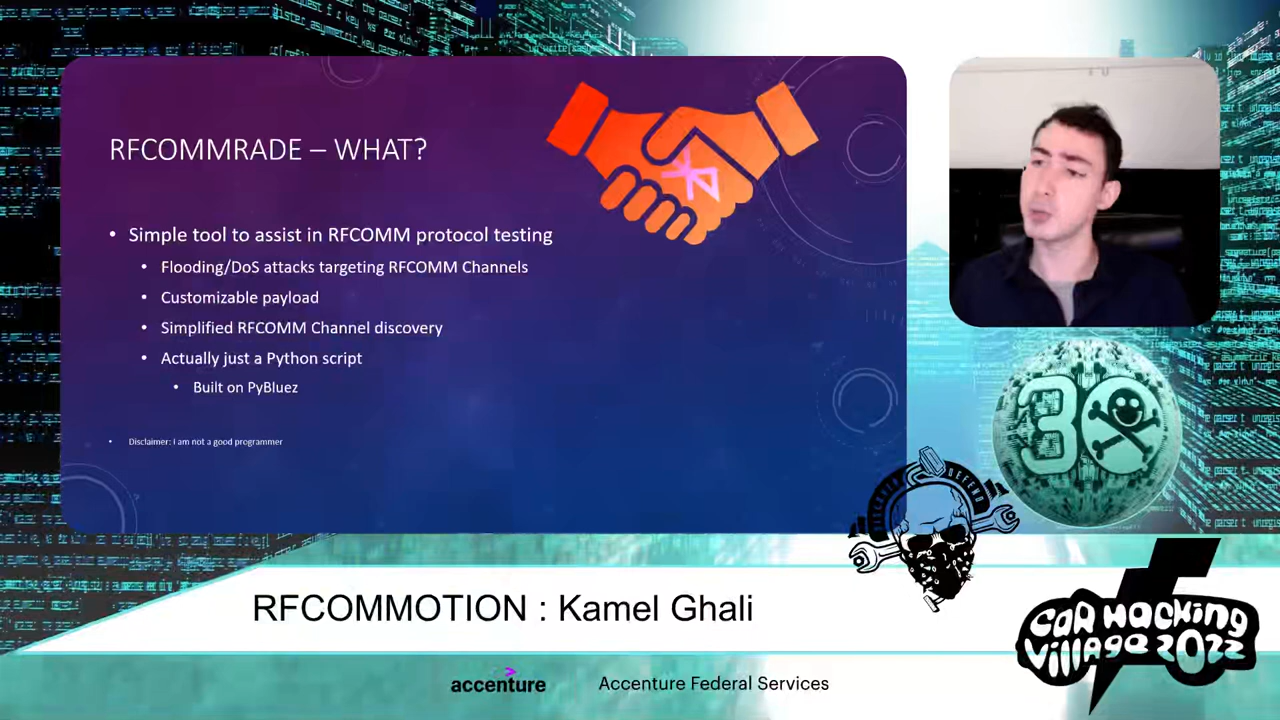 RFCOMMRADE – WHAT?
• Simple tool to assist in RFCOMM protocol testing
• Flooding/DoS attacks targeting RFCOMM Channels
• Customizable payload
• Simplified RFCOMM Channel discovery
• Actually just a Python script
• Built on PyBluez
• Disclaimer: i am not a good programmer
30
DISCOVER DEFEND
RFCOMMOTION : Kamel Ghali
CAR HACKING
VILLAGE 2022
accenture
Accenture Federal Services